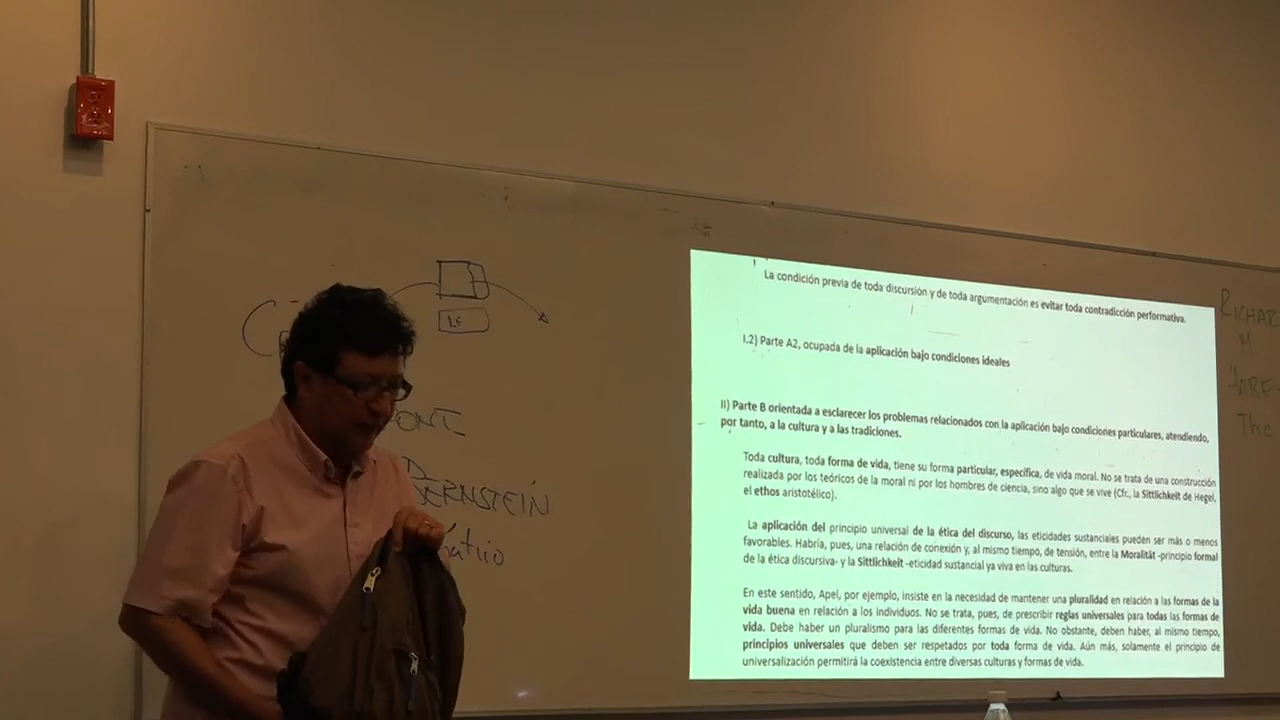 La condición previa de toda discursión y de toda argumentación es evitar toda contradicción performativa.
I.2) Parte A2, ocupada de la aplicación bajo condiciones ideales
II) Parte B orientada a esclarecer los problemas relacionados con la aplicación bajo condiciones particulares, atendiendo,
por tanto, a la cultura y a las tradiciones.
Toda cultura, toda forma de vida, tiene su forma particular, específica, de vida moral. No se trata de una construcción
realizada por los teóricos de la moral ni por los hombres de ciencia, sino algo que se vive (Cfr., la Sittlichkeit de Hegel,
el ethos aristotélico).
La aplicación del principio universal de la ética del discurso, las eticidades sustanciales pueden ser más o menos
favorables. Habría, pues, una relación de conexión y, al mismo tiempo, de tensión, entre la Moralität -principio formal
de la ética discursiva- y la Sittlichkeit -eticidad sustancial ya viva en las culturas.
En este sentido, Apel, por ejemplo, insiste en la necesidad de mantener una pluralidad en relación a las formas de la
vida buena en relación a los individuos. No se trata, pues, de prescribir reglas universales para todas las formas de
vida. Debe haber un pluralismo para las diferentes formas de vida. No obstante, deben haber, al mismo tiempo,
principios universales que deben ser respetados por toda forma de vida. Aún más, solamente el principio de
universalización permitirá la coexistencia entre diversas culturas y formas de vida.
ONT.
BERNSTEIN
RICHAR
M
The.